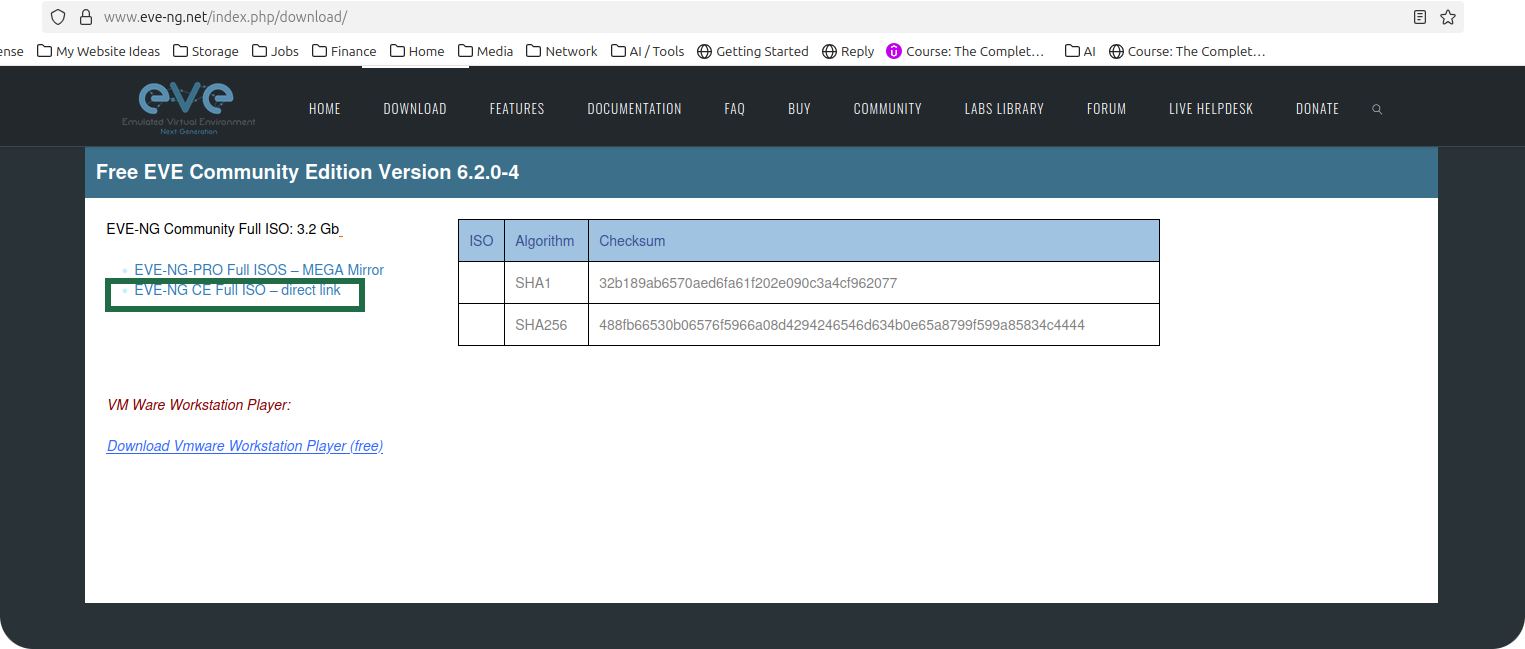 www.eve-ng.net/index.php/download/
ense My Website Ideas Storage Jobs Finance Home Media Network AI / Tools Getting Started Reply Course: The Complet… AI Course: The Complet…
eve
Emulated Virtual Environment
Next Generation
HOME DOWNLOAD FEATURES DOCUMENTATION FAQ BUY COMMUNITY LABS LIBRARY FORUM LIVE HELPDESK DONATE
Free EVE Community Edition Version 6.2.0-4
EVE-NG Community Full ISO: 3.2 Gb
EVE-NG-PRO Full ISOS – MEGA Mirror
EVE-NG CE Full ISO – direct link
ISO Algorithm Checksum
SHA1 32b189ab6570aed6fa61f202e090c3a4cf962077
SHA256 488fb66530b06576f5966a08d4294246546d634b0e65a8799f599a85834c4444
VM Ware Workstation Player:
Download Vmware Workstation Player (free)